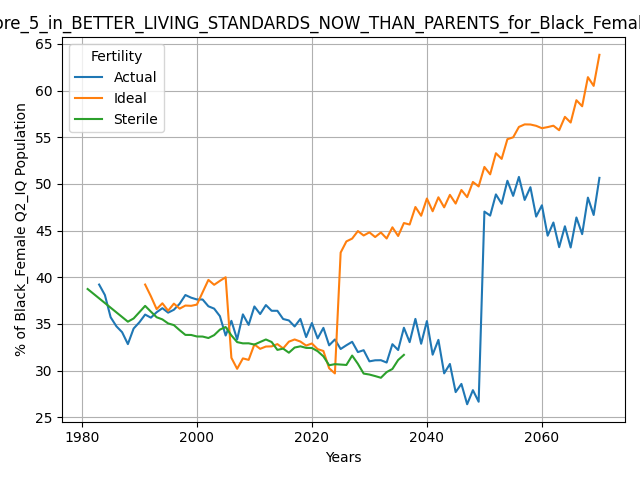 ore_5_in_BETTER_LIVING_STANDARDS_NOW_THAN_PARENTS_for_Black_Femal
Fertility
Actual
Ideal
Sterile
% of Black_Female Q2_IQ Population
65
60
55
50
45
40
35
30
25
1980
2000
2020
2040
2060
Years